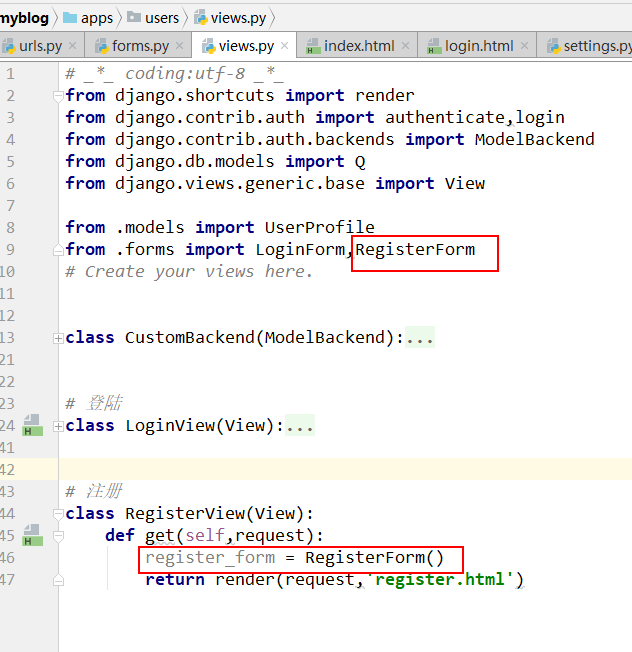 myblog apps users views.py
urls.py forms.py views.py index.html login.html settings.py
1 # _*_ coding:utf-8 _*_
2 from django.shortcuts import render
3 from django.contrib.auth import authenticate,login
4 from django.contrib.auth.backends import ModelBackend
5 from django.db.models import Q
6 from django.views.generic.base import View
7
8 from .models import UserProfile
9 from .forms import LoginForm,RegisterForm
10 # Create your views here.
11
12
13 class CustomBackend(ModelBackend):...
21
22
23 # 登陆
24 class LoginView(View):...
41
42
43 # 注册
44 class RegisterView(View):
45 def get(self,request):
46 register_form = RegisterForm()
47 return render(request,'register.html')